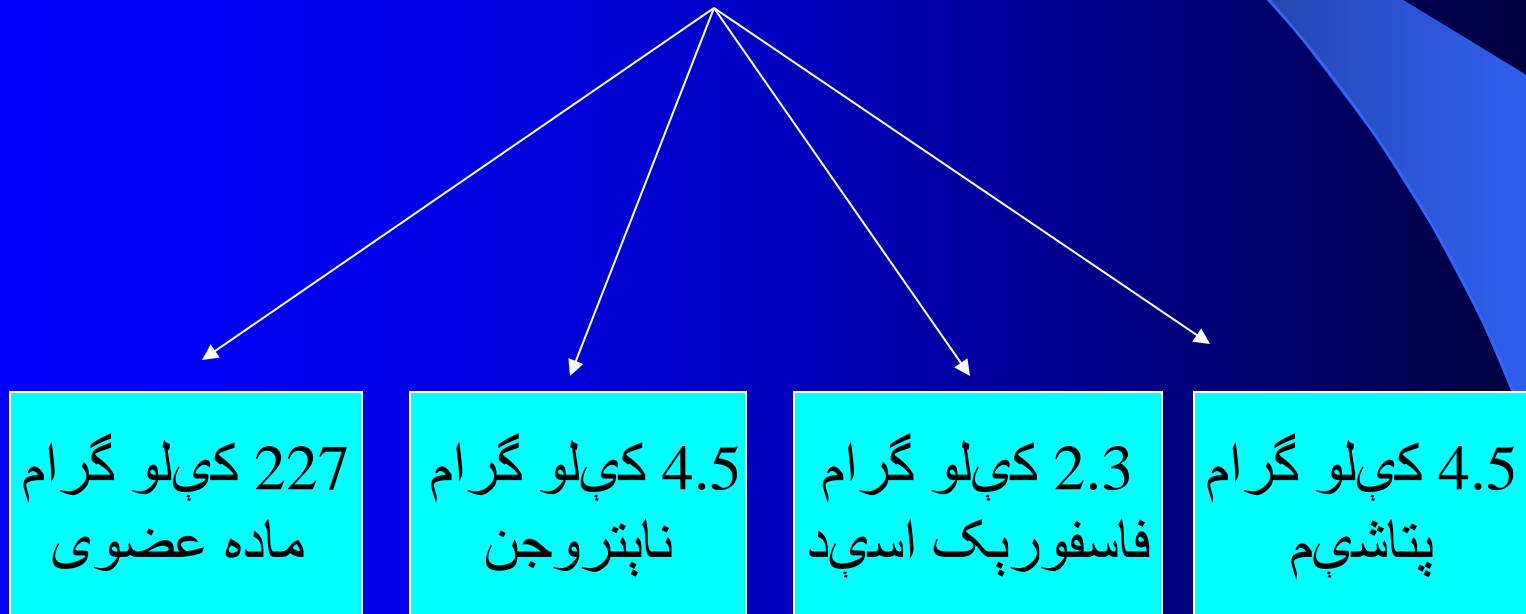 4.5 کېلو گرام
پتاشېم
2.3 کېلو گرام
فاسفورېک اسېد
4.5 کېلو گرام
ناېتروجن
227 کېلو گرام
ماده عضوی